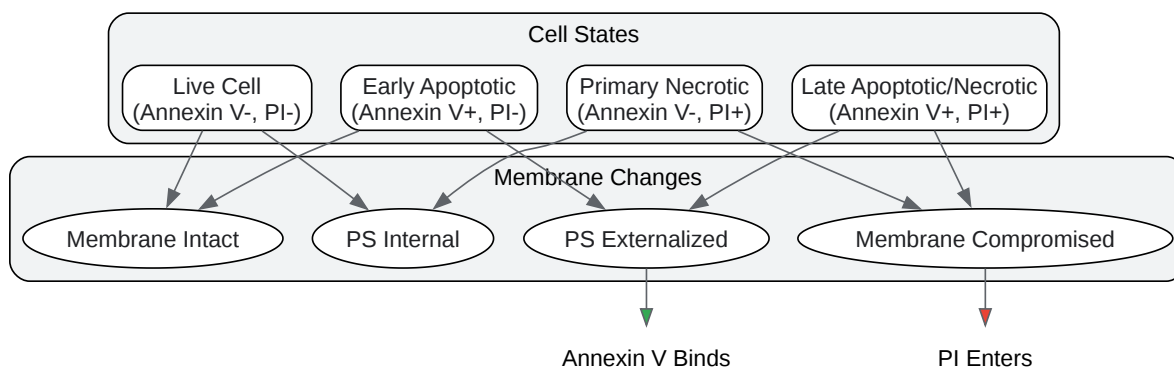 Cell States
Live Cell
(Annexin V-, PI-)
Early Apoptotic
(Annexin V+, PI-)
Primary Necrotic
(Annexin V-, PI+)
Late Apoptotic/Necrotic
(Annexin V+, PI+)
Membrane Changes
Membrane Intact
PS Internal
PS Externalized
Membrane Compromised
Annexin V Binds
PI Enters